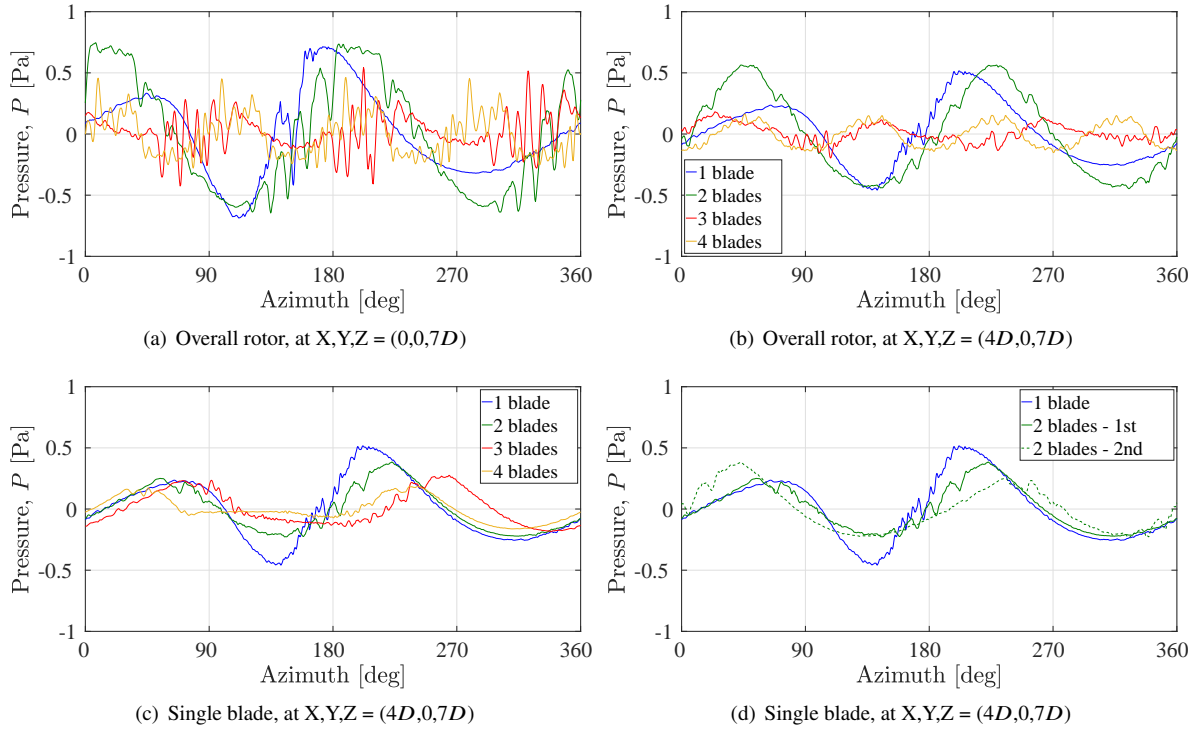 1
0.5
0
-0.5
-1
Pressure, P [Pa]
0 90 180 270 360
Azimuth [deg]
(a) Overall rotor, at X,Y,Z = (0,0,7D)
1
0.5
0
-0.5
-1
Pressure, P [Pa]
1 blade
2 blades
3 blades
4 blades
0 90 180 270 360
Azimuth [deg]
(b) Overall rotor, at X,Y,Z = (4D,0,7D)
1
0.5
0
-0.5
-1
Pressure, P [Pa]
1 blade
2 blades
3 blades
4 blades
0 90 180 270 360
Azimuth [deg]
(c) Single blade, at X,Y,Z = (4D,0,7D)
1
0.5
0
-0.5
-1
Pressure, P [Pa]
1 blade
2 blades - 1st
2 blades - 2nd
0 90 180 270 360
Azimuth [deg]
(d) Single blade, at X,Y,Z = (4D,0,7D)